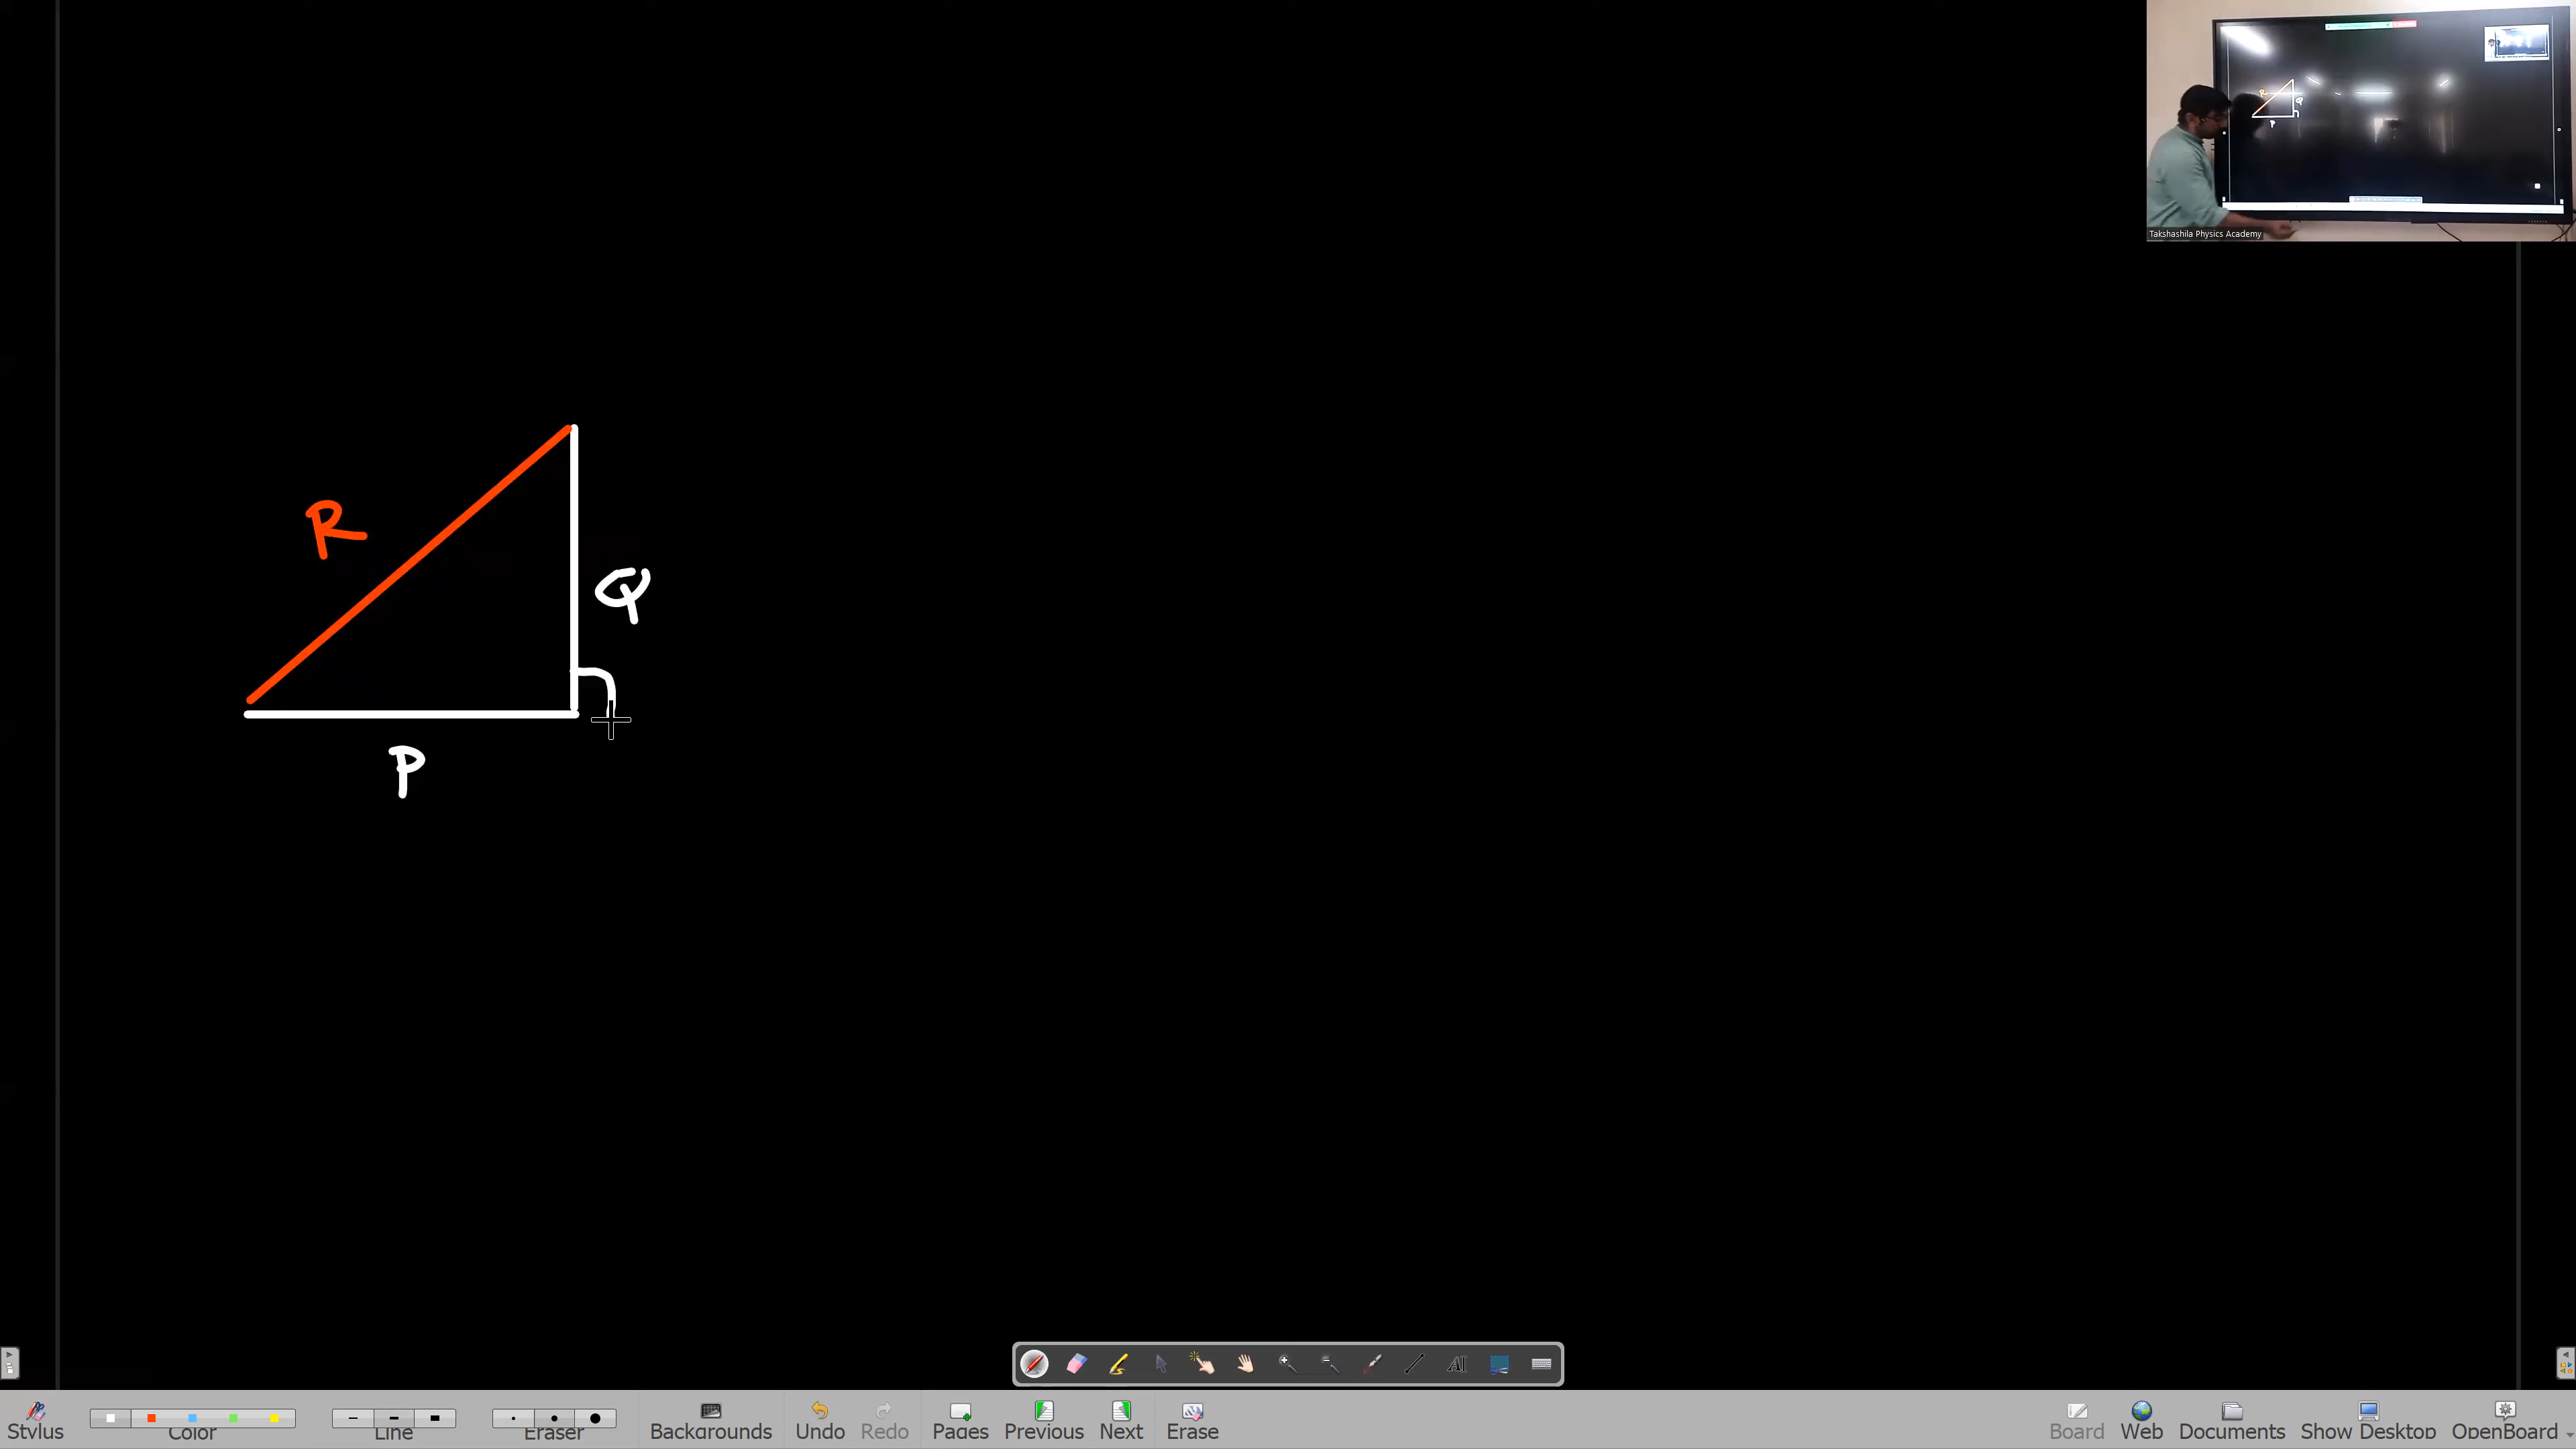 Takshashila Physics Academy
R
Q
P
Stylus
Color
Line
Eraser
Backgrounds
Undo
Redo
Pages
Previous
Next
Erase
Board
Web
Documents
Show Desktop
OpenBoard